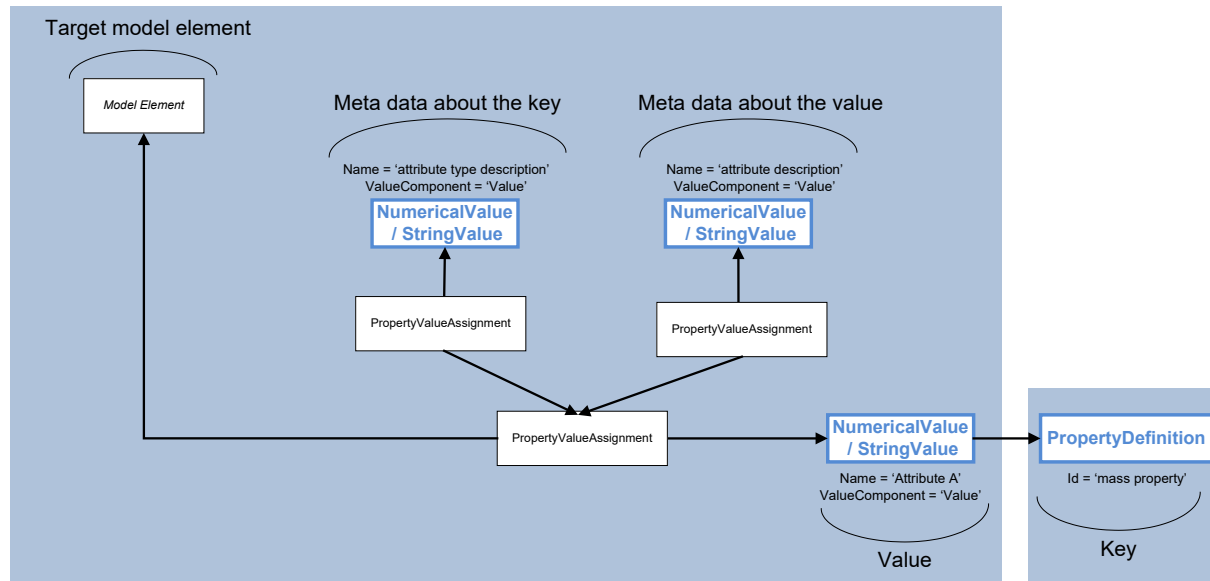 Target model element
Model Element
Meta data about the key
Name = ‘attribute type description’
ValueComponent = ‘Value’
NumericalValue
/ StringValue
PropertyValueAssignment
Meta data about the value
Name = ‘attribute description’
ValueComponent = ‘Value’
NumericalValue
/ StringValue
PropertyValueAssignment
PropertyValueAssignment
NumericalValue
/ StringValue
Name = ‘Attribute A’
ValueComponent = ‘Value’
Value
PropertyDefinition
Id = ‘mass property’
Key